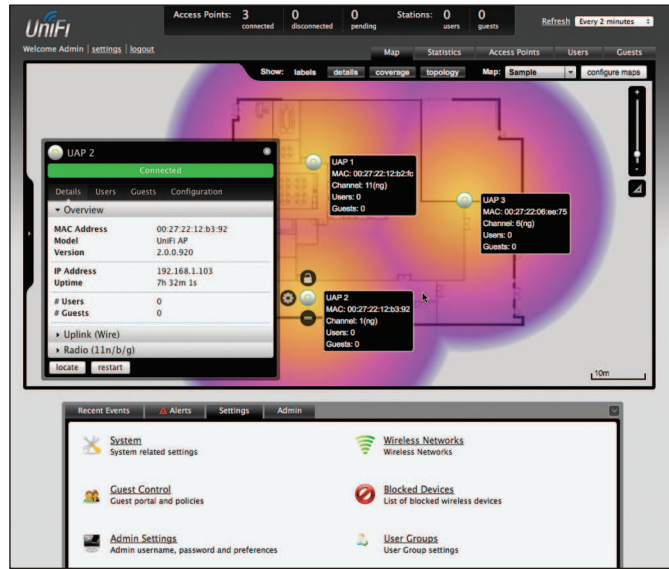 UniFi
Access Points: 3 connected 0 disconnected 0 pending Stations: 0 users 0 guests
Refresh Every 2 minutes
Welcome Admin | settings | logout
Map Statistics Access Points Users Guests
Show: labels details coverage topology Map: Sample configure maps
+
-
UAP 2
Connected
Details Users Guests Configuration
Overview
MAC Address 00:27:22:12:b3:92
Model UniFi AP
Version 2.0.0.920
IP Address 192.168.1.103
Uptime 7h 32m 1s
# Users 0
# Guests 0
Uplink (Wire)
Radio (11n/b/g)
locate restart
UAP 1
MAC: 00:27:22:12:b2:fc
Channel: 11(ng)
Users: 0
Guests: 0
UAP 3
MAC: 00:27:22:06:ee:75
Channel: 6(ng)
Users: 0
Guests: 0
UAP 2
MAC: 00:27:22:12:b3:92
Channel: 1(ng)
Users: 0
Guests: 0
10m
Recent Events Alerts Settings Admin
System
System related settings
Wireless Networks
Wireless Networks
Guest Control
Guest portal and policies
Blocked Devices
List of blocked wireless devices
Admin Settings
Admin username, password and preferences
User Groups
User Group settings